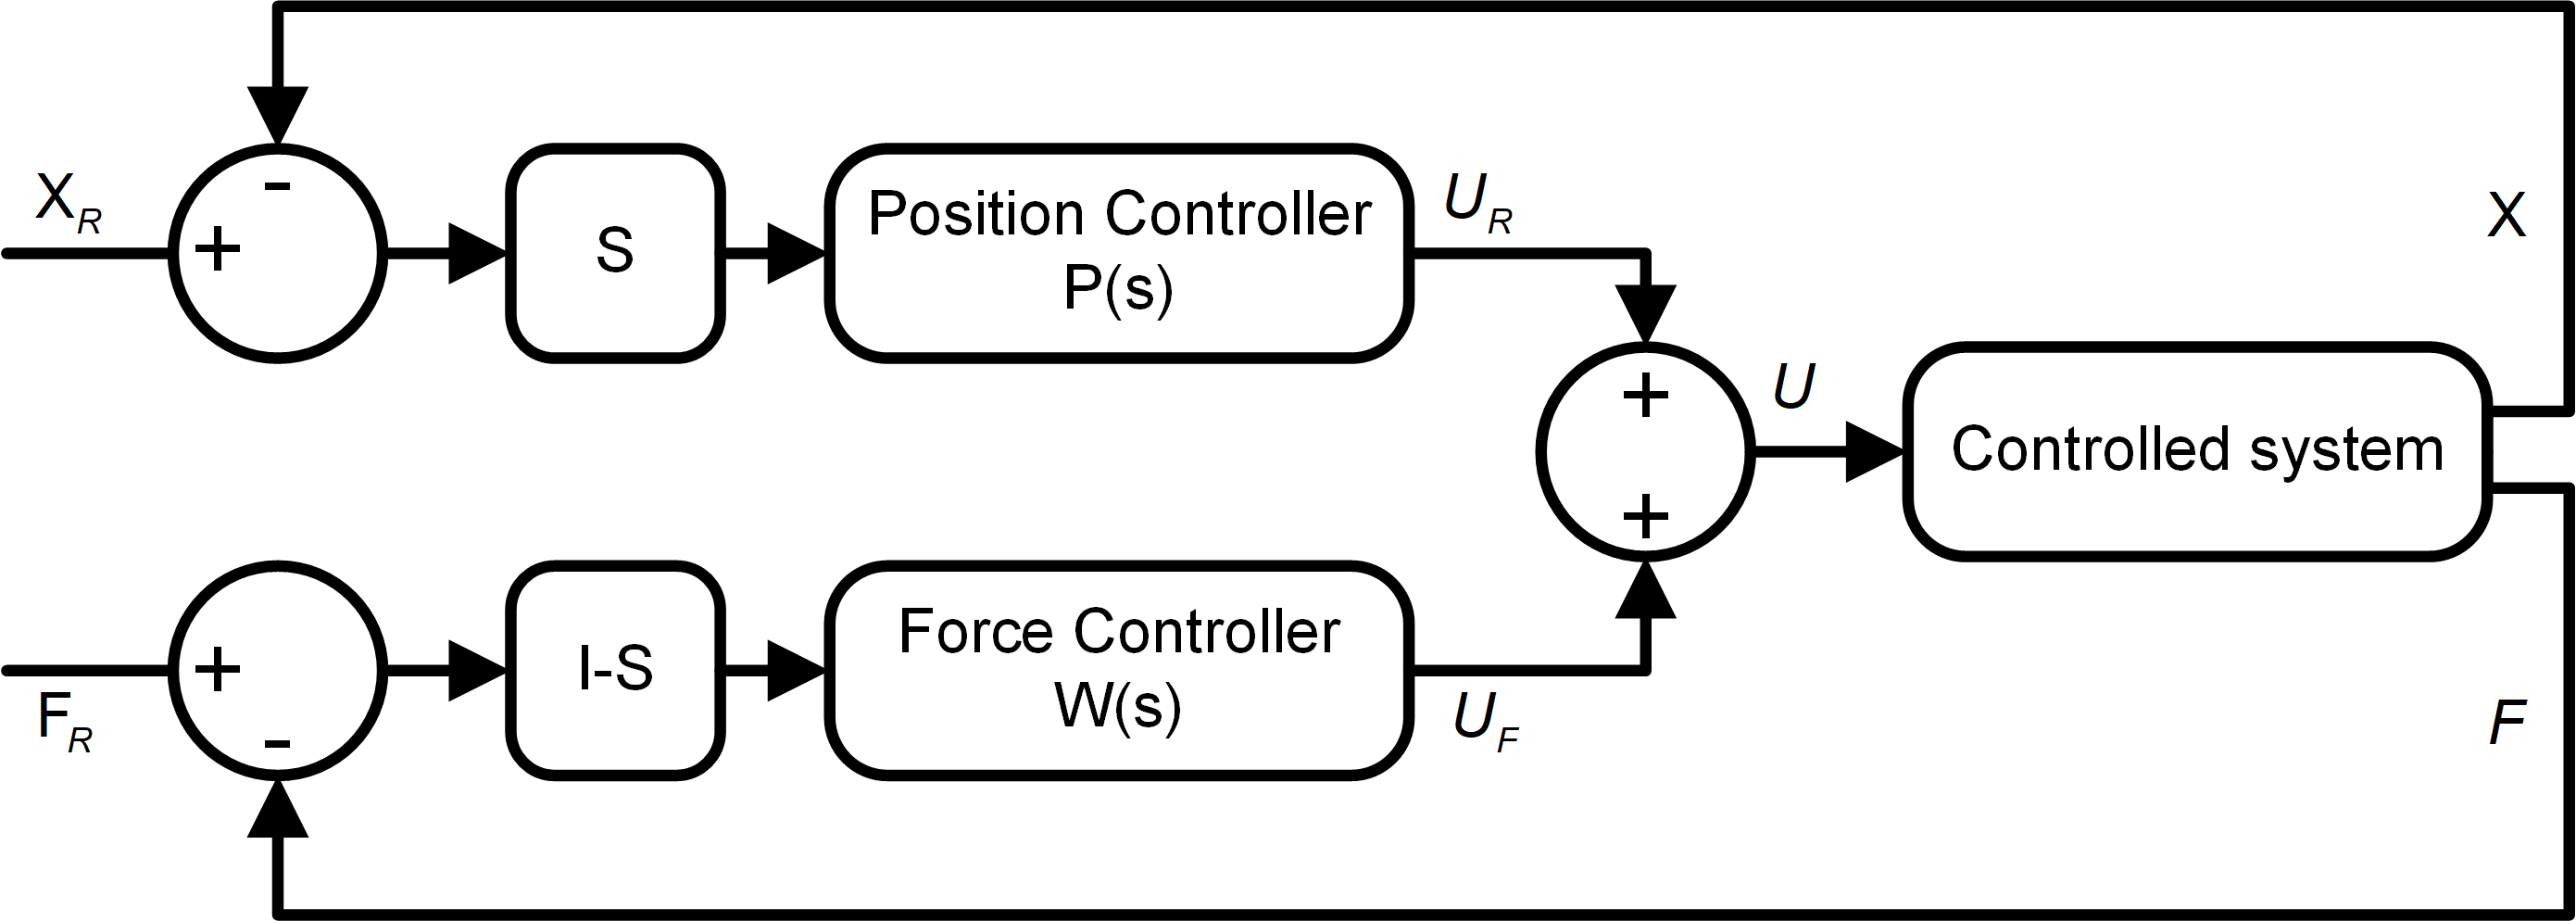 X_R
+
-
S
Position Controller
P(s)
U_R
X
+
+
U
Controlled system
F_R
+
-
I-S
Force Controller
W(s)
U_F
F